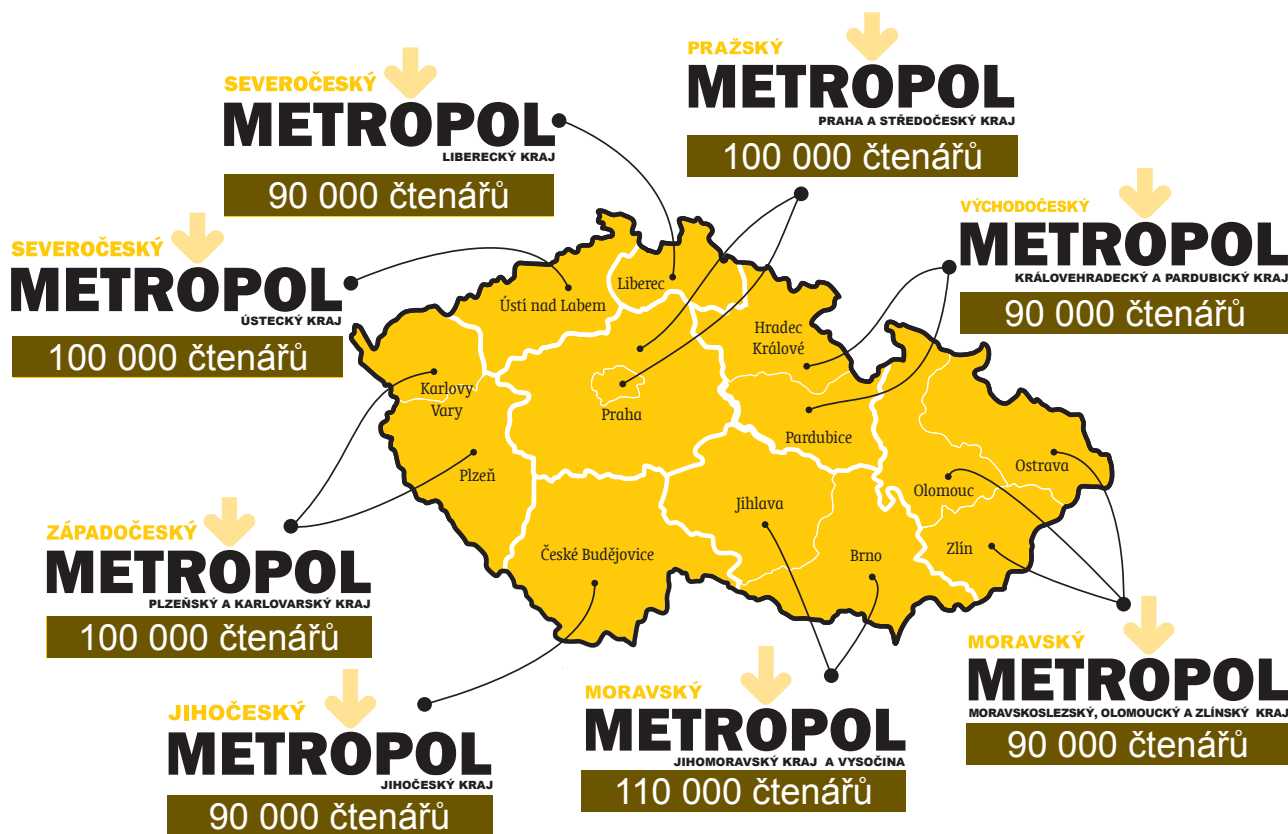 PRAŽSKÝ
METROPOL
PRAHA A STŘEDOČESKÝ KRAJ
100 000 čtenářů
SEVEROČESKÝ
METROPOL
LIBERECKÝ KRAJ
90 000 čtenářů
VÝCHODOČESKÝ
METROPOL
KRÁLOVEHRADECKÝ A PARDUBICKÝ KRAJ
90 000 čtenářů
SEVEROČESKÝ
METROPOL
ÚSTECKÝ KRAJ
100 000 čtenářů
Liberec
Ústí nad Labem
Hradec
Králové
Karlovy
Vary
Praha
Pardubice
Plzeň
Ostrava
Olomouc
Jihlava
Zlín
České Budějovice
Brno
ZÁPADOČESKÝ
METROPOL
PLZEŇSKÝ A KARLOVARSKÝ KRAJ
100 000 čtenářů
JIHOČESKÝ
METROPOL
JIHOČESKÝ KRAJ
90 000 čtenářů
MORAVSKÝ
METROPOL
JIHOMORAVSKÝ KRAJ A VYSOČINA
110 000 čtenářů
MORAVSKÝ
METROPOL
MORAVSKOSLEZSKÝ, OLOMOUCKÝ A ZLÍNSKÝ KRAJ
90 000 čtenářů